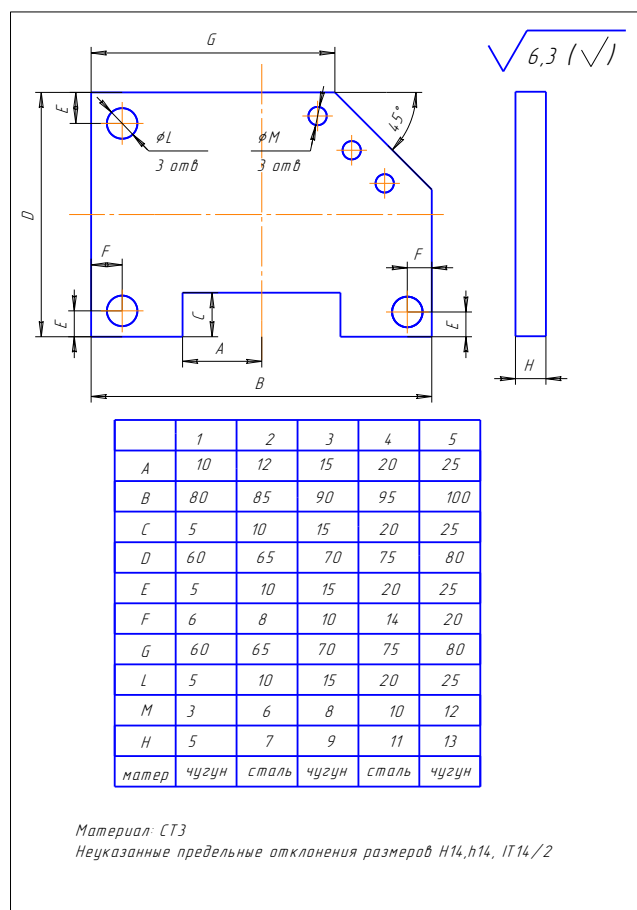 G
6,3 (√)
E
⌀L
3 отв
⌀M
3 отв
45°
D
F
F
E
C
E
A
H
B
1 2 3 4 5
A 10 12 15 20 25
B 80 85 90 95 100
C 5 10 15 20 25
D 60 65 70 75 80
E 5 10 15 20 25
F 6 8 10 14 20
G 60 65 70 75 80
L 5 10 15 20 25
M 3 6 8 10 12
H 5 7 9 11 13
матер чугун сталь чугун сталь чугун
Материал: СТ3
Неуказанные предельные отклонения размеров H14,h14, IT14/2